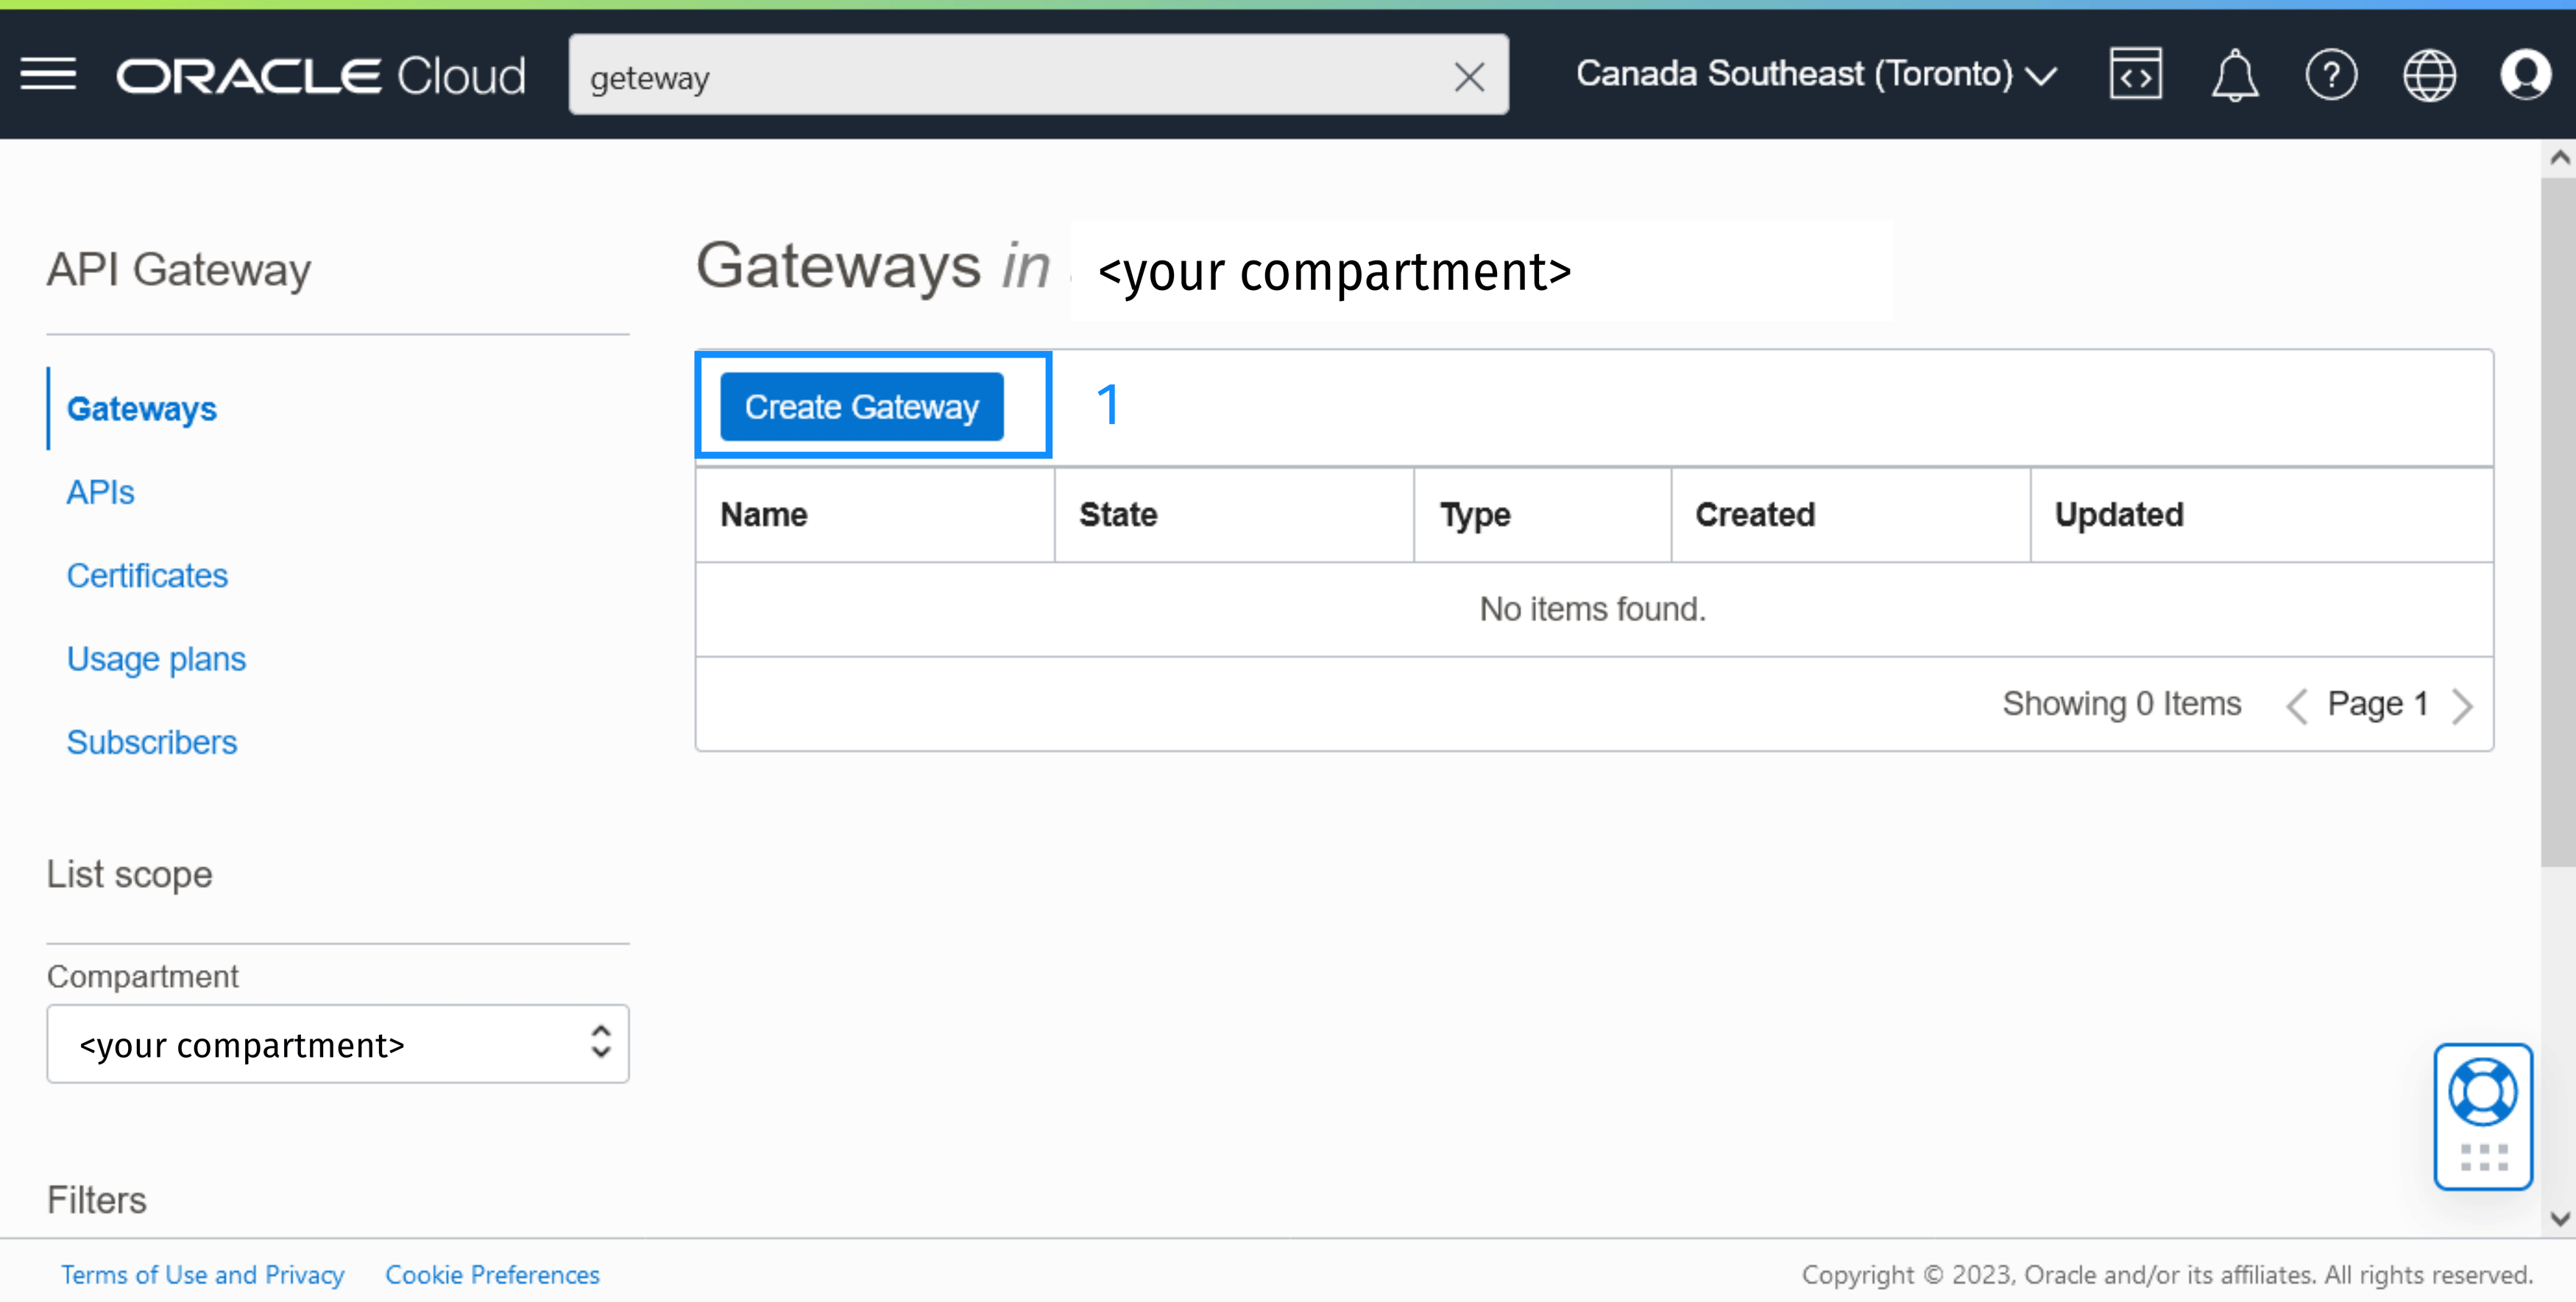 ORACLE Cloud
geteway
Canada Southeast (Toronto)
API Gateway
Gateways
APIs
Certificates
Usage plans
Subscribers
List scope
Compartment
<your compartment>
Filters
Gateways in <your compartment>
Create Gateway 1
Name State Type Created Updated
No items found.
Showing 0 Items Page 1
Terms of Use and Privacy Cookie Preferences
Copyright © 2023, Oracle and/or its affiliates. All rights reserved.